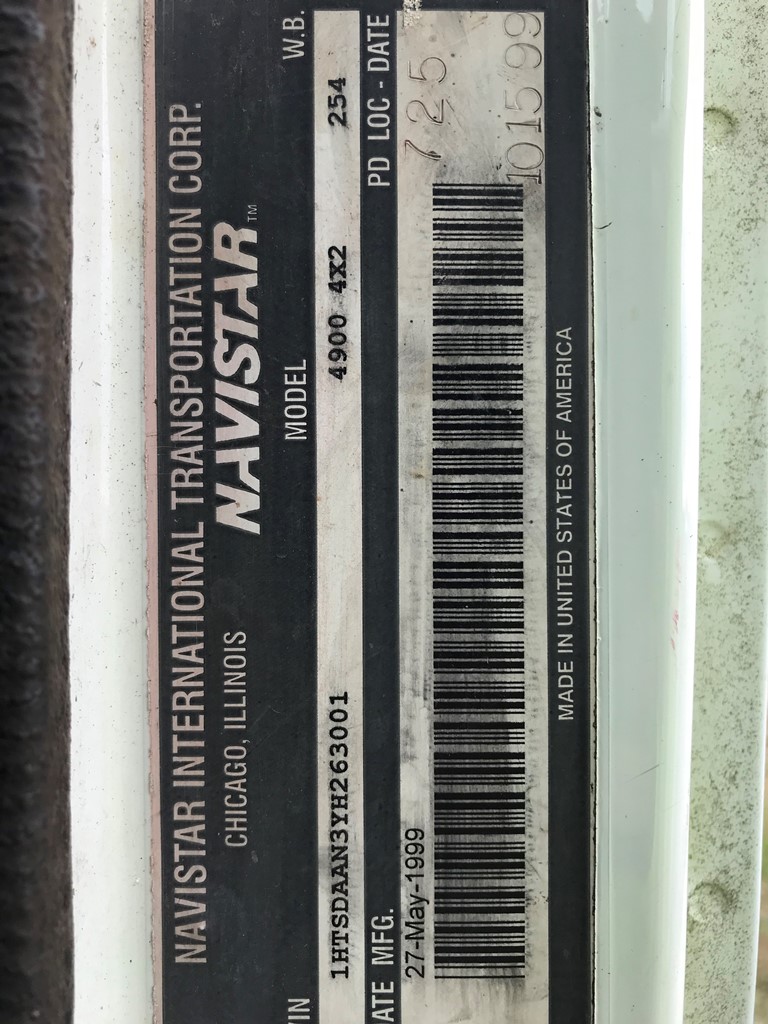 NAVISTAR INTERNATIONAL TRANSPORTATION CORP.
CHICAGO, ILLINOIS NAVISTAR™
VIN MODEL W.B.
1HTSDAAN3YH263001 4900 4X2 254
ATE MFG. PD LOC - DATE
27-May-1999 725
101599
MADE IN UNITED STATES OF AMERICA